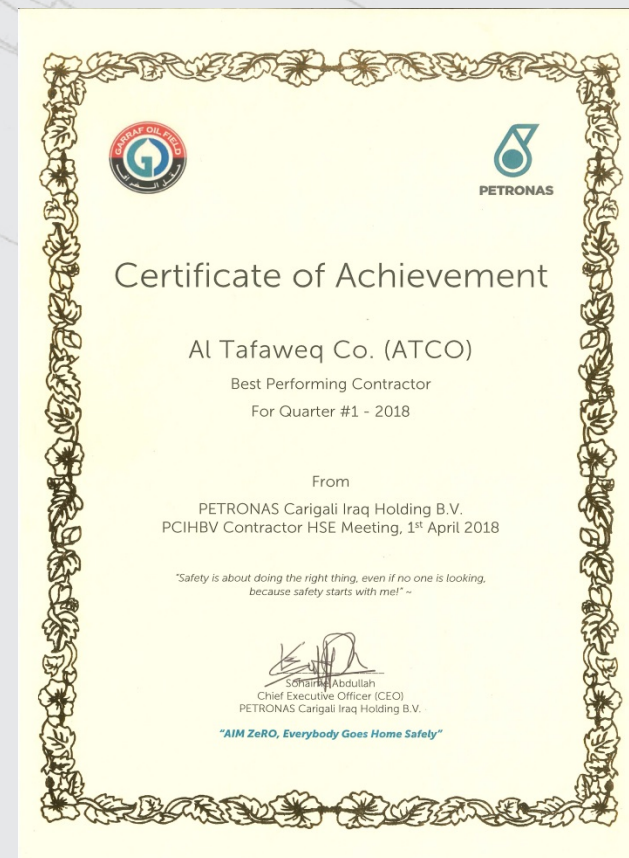 GARRAF OIL FIELD
حقل الغراف
PETRONAS
Certificate of Achievement
Al Tafaweq Co. (ATCO)
Best Performing Contractor
For Quarter #1 - 2018
From
PETRONAS Carigali Iraq Holding B.V.
PCIHBV Contractor HSE Meeting, 1st April 2018
"Safety is about doing the right thing, even if no one is looking,
because safety starts with me!" ~
Abdullah
Chief Executive Officer (CEO)
PETRONAS Carigali Iraq Holding B.V.
"AIM ZeRO, Everybody Goes Home Safely"